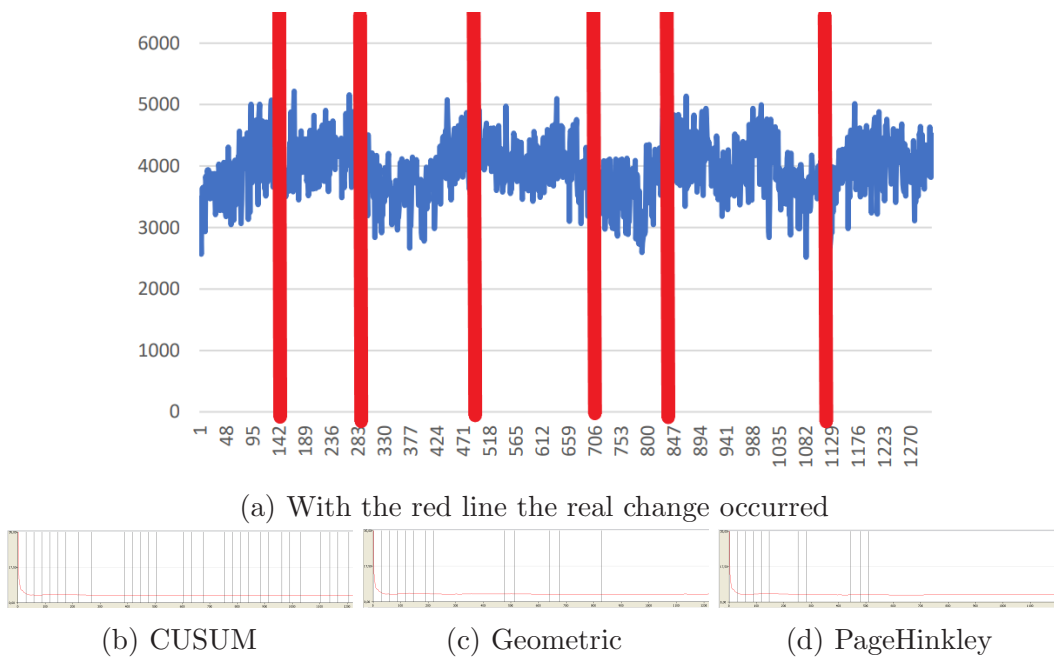 6000
5000
4000
3000
2000
1000
0
1 48 95 142 189 236 283 330 377 424 471 518 565 612 659 706 753 800 847 894 941 988 1035 1082 1129 1176 1223 1270
(a) With the red line the real change occurred
(b) CUSUM (c) Geometric (d) PageHinkley